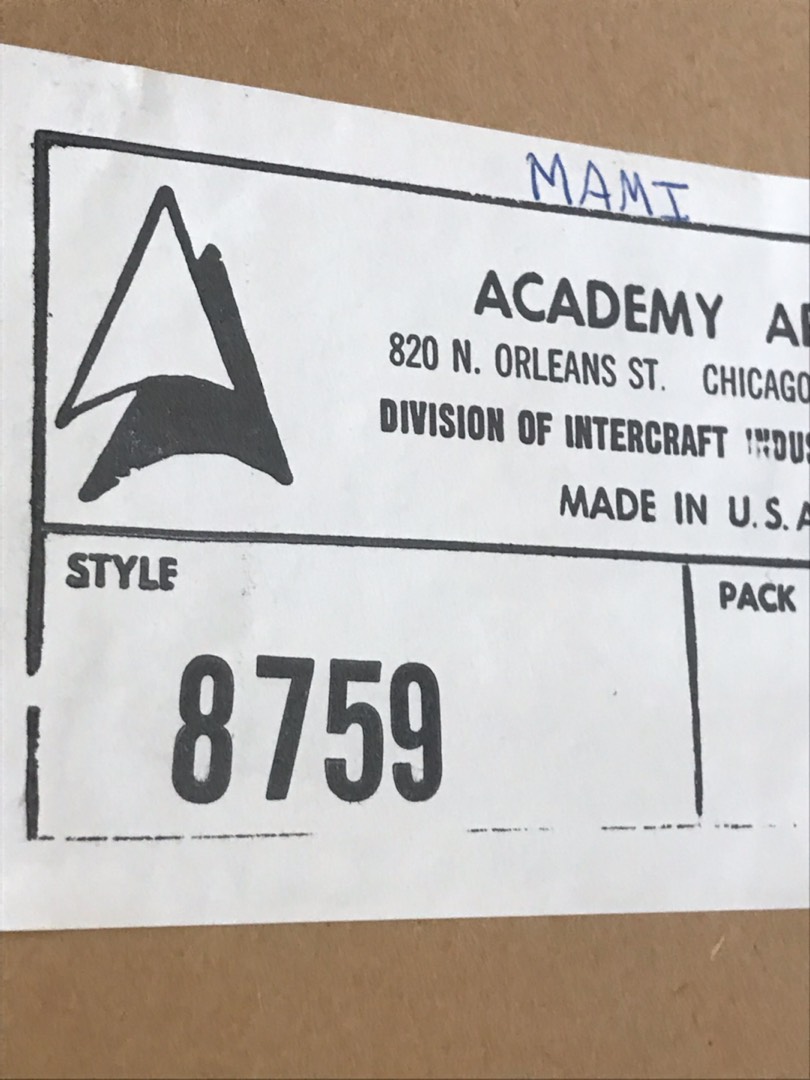 MAMI
ACADEMY
820 N. ORLEANS ST. CHICAGO
DIVISION OF INTERCRAFT
MADE IN U.S.A
STYLE
PACK
8759